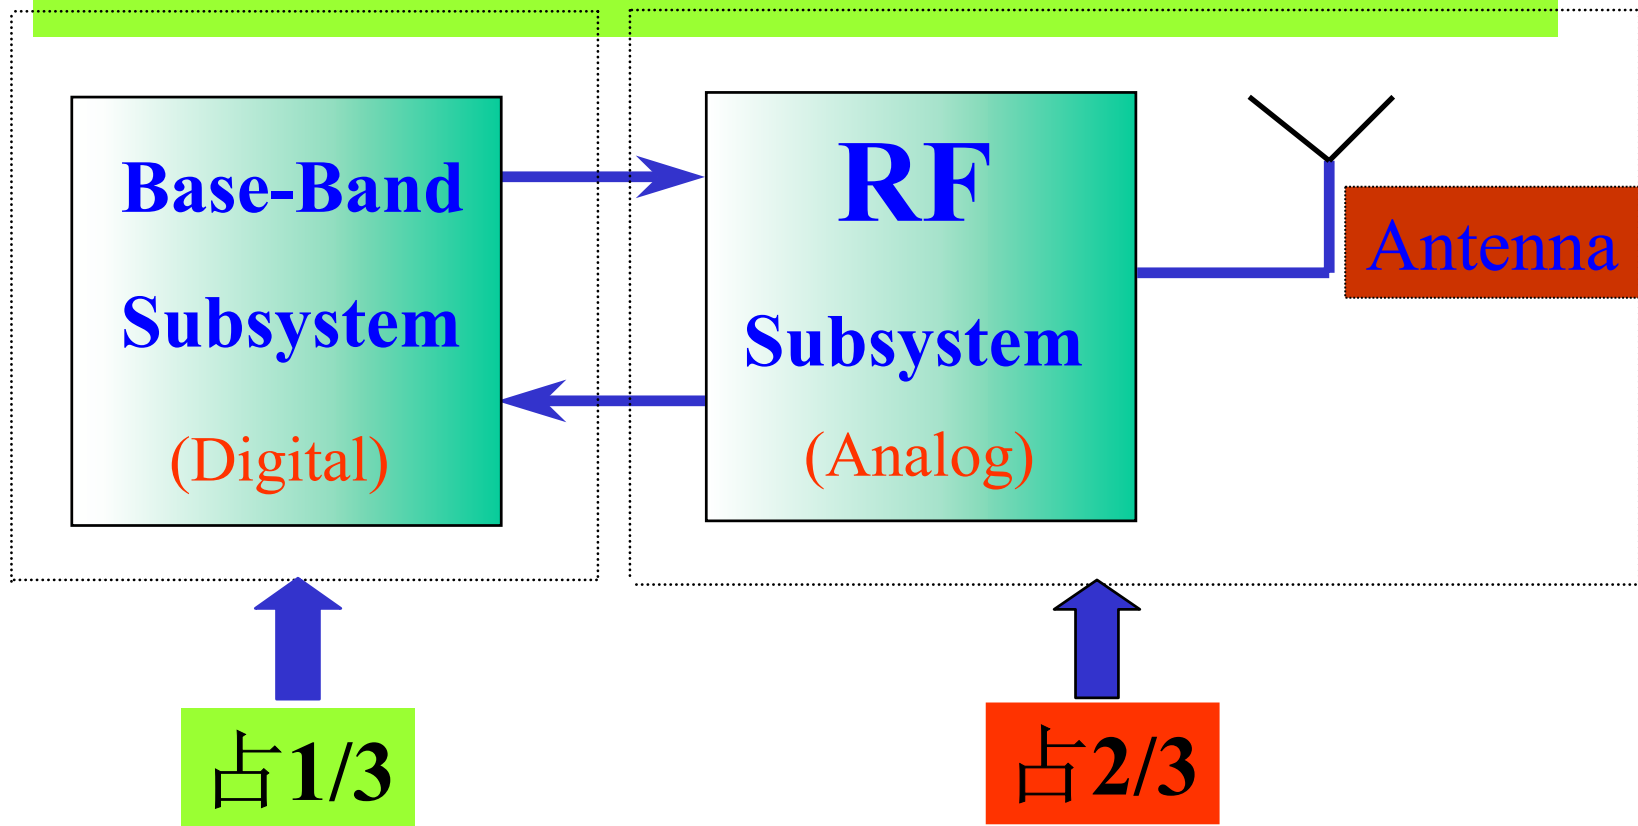 Base-Band
Subsystem
(Digital)
RF
Subsystem
(Analog)
Antenna
占1/3
占2/3